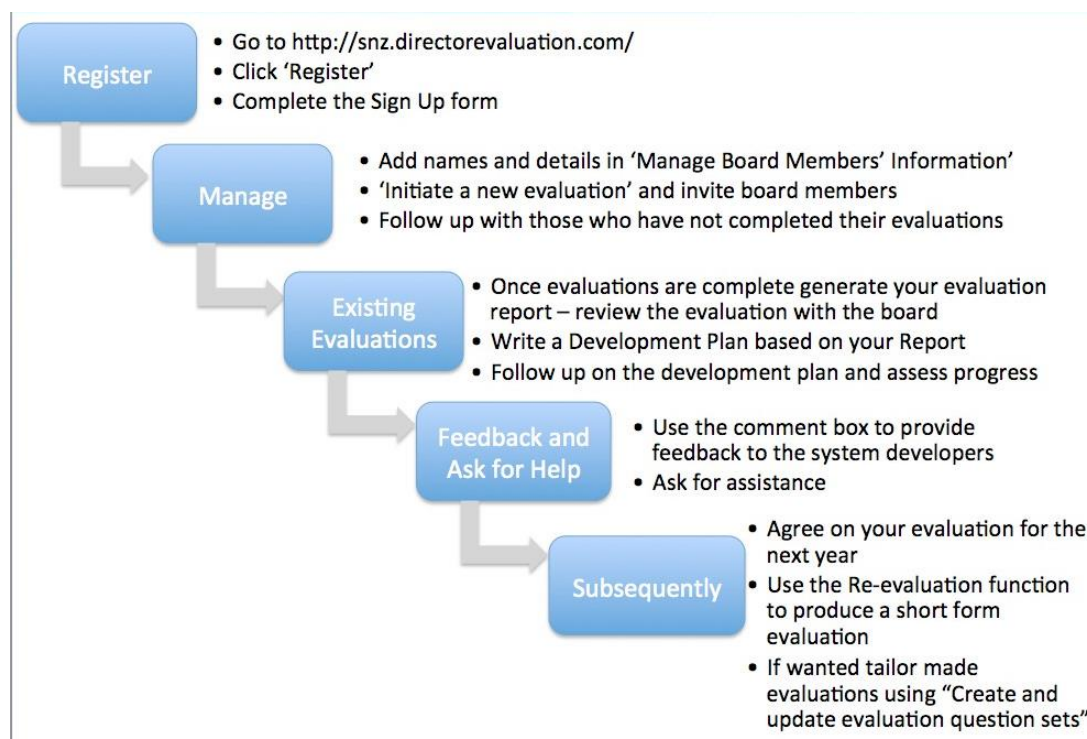 Register
• Go to http://snz.directorevaluation.com/
• Click ‘Register’
• Complete the Sign Up form
Manage
• Add names and details in ‘Manage Board Members’ Information’
• ‘Initiate a new evaluation’ and invite board members
• Follow up with those who have not completed their evaluations
Existing
Evaluations
• Once evaluations are complete generate your evaluation
report – review the evaluation with the board
• Write a Development Plan based on your Report
• Follow up on the development plan and assess progress
Feedback and
Ask for Help
• Use the comment box to provide
feedback to the system developers
• Ask for assistance
Subsequently
• Agree on your evaluation for the
next year
• Use the Re-evaluation function
to produce a short form
evaluation
• If wanted tailor made
evaluations using “Create and
update evaluation question sets”